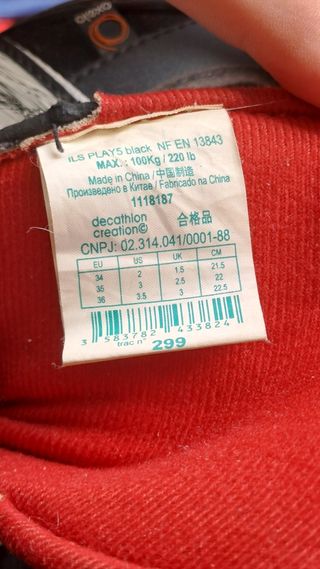 oxelo
ILS PLAY5 black NF EN 13843
MAX. : 100Kg / 220 lb
Made in China / 中国制造
Произведено в Китае / Fabricado na China
1118187
decathlon
creation©
合格品
CNPJ: 02.314.041/0001-88
EU US UK CM
34 2 1.5 21.5
35 3 2.5 22
36 3.5 3 22.5
3 583782 433824
trac n° 299